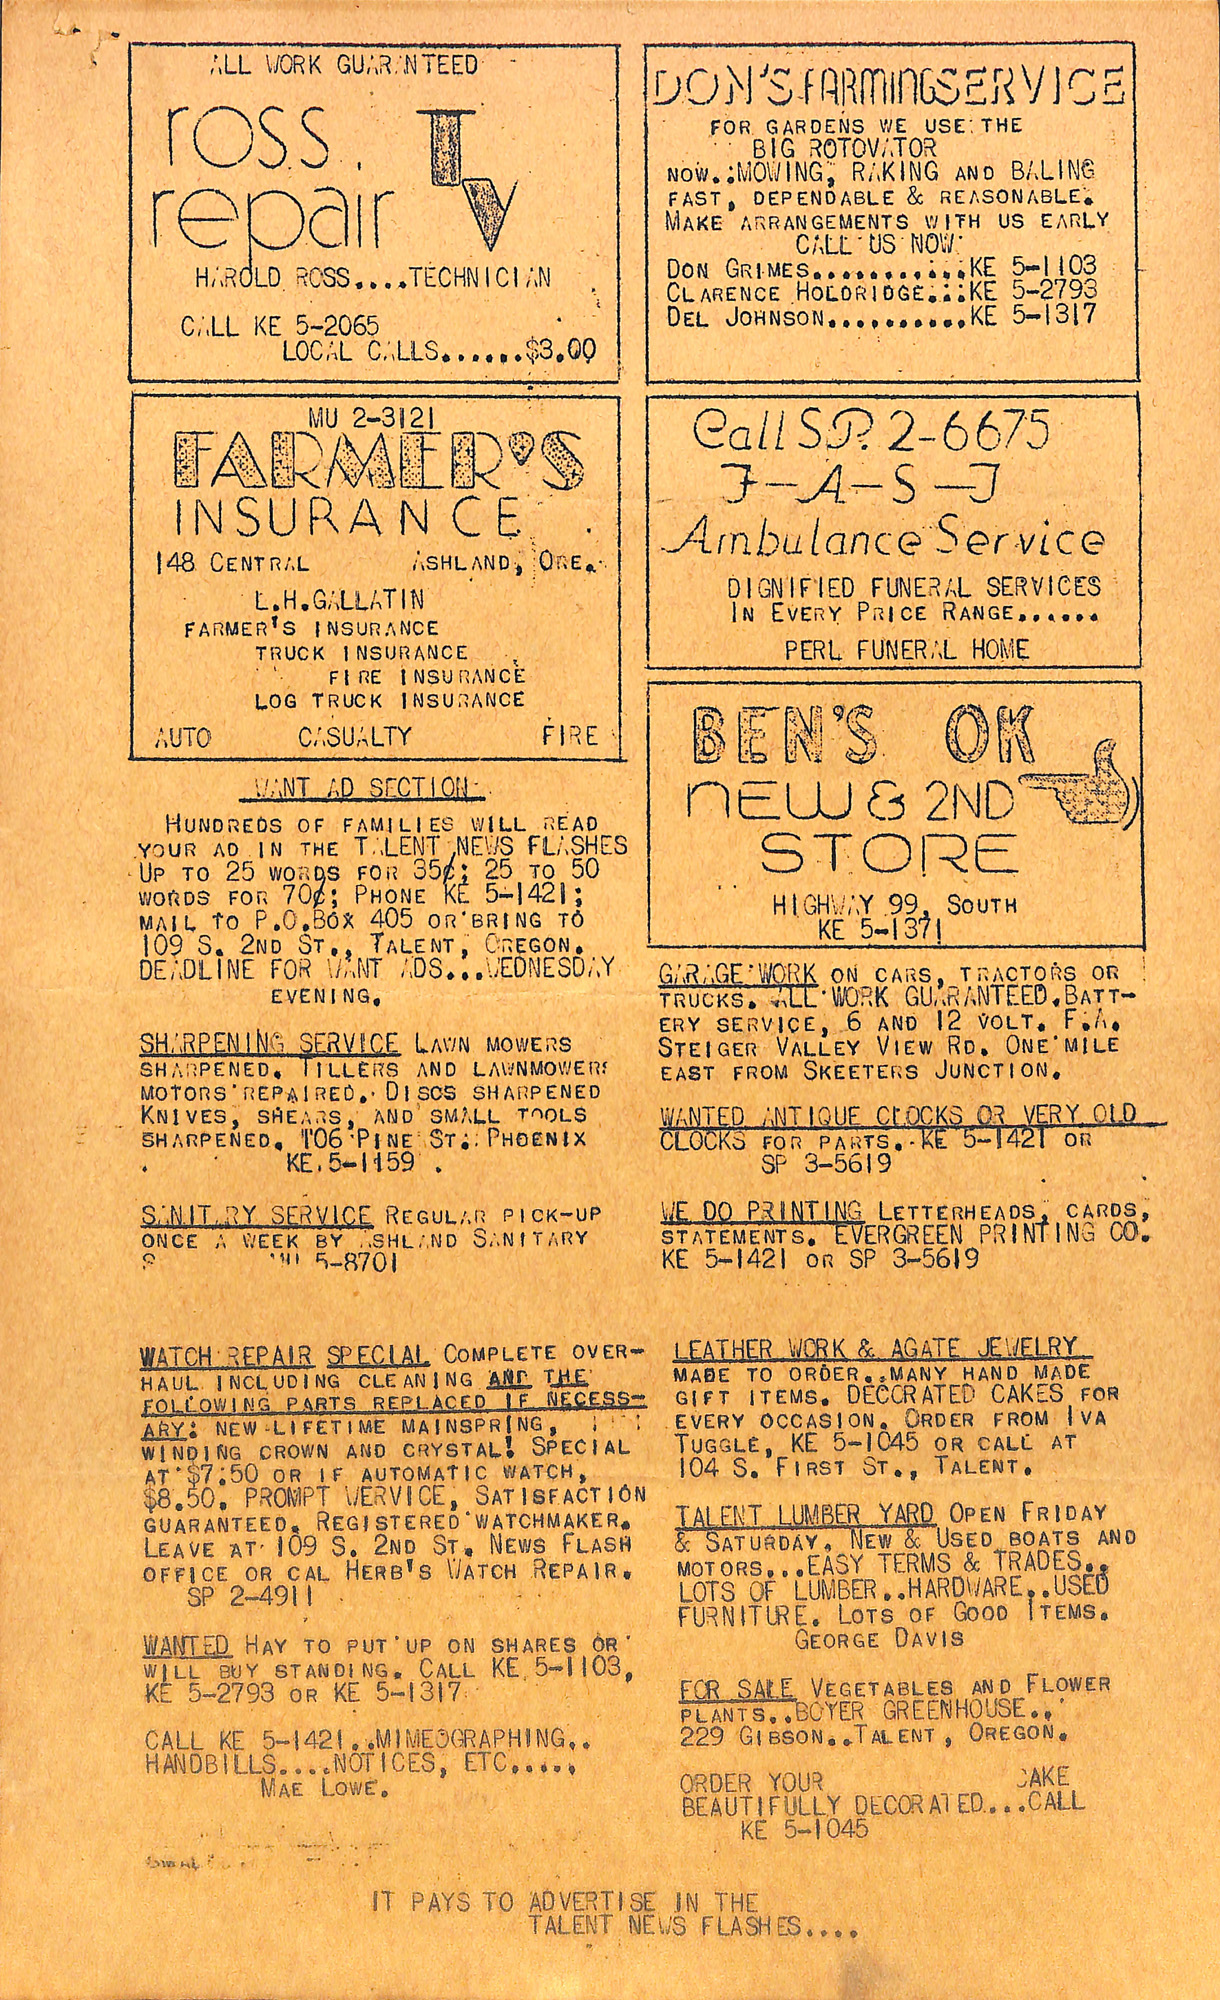 ALL WORK GUARANTEED
ross TV
repair
HAROLD ROSS....TECHNICIAN
CALL KE 5-2065
LOCAL CALLS.......$3.00
DON'S FARMING SERVICE
FOR GARDENS WE USE THE
BIG ROTOVATOR
NOW..MOWING, RAKING AND BALING
FAST, DEPENDABLE & REASONABLE.
MAKE ARRANGEMENTS WITH US EARLY
CALL US NOW
DON GRIMES...........KE 5-1103
CLARENCE HOLDRIDGE...KE 5-2793
DEL JOHNSON..........KE 5-1317
MU 2-3121
FARMER'S
INSURANCE
148 CENTRAL ASHLAND, ORE.
L.H.GALLATIN
FARMER'S INSURANCE
TRUCK INSURANCE
FIRE INSURANCE
LOG TRUCK INSURANCE
AUTO CASUALTY FIRE
Call SP. 2-6675
F-A-S-T
Ambulance Service
DIGNIFIED FUNERAL SERVICES
IN EVERY PRICE RANGE......
PERL FUNERAL HOME
BEN'S OK
NEW & 2ND
STORE
HIGHWAY 99, SOUTH
KE 5-1371
WANT AD SECTION
HUNDREDS OF FAMILIES WILL READ
YOUR AD IN THE TALENT NEWS FLASHES
UP TO 25 WORDS FOR 35¢; 25 TO 50
WORDS FOR 70¢; PHONE KE 5-1421;
MAIL TO P.O.BOX 405 OR BRING TO
109 S. 2ND ST., TALENT, OREGON.
DEADLINE FOR WANT ADS...WEDNESDAY
EVENING.
SHARPENING SERVICE LAWN MOWERS
SHARPENED. TILLERS AND LAWNMOWERS
MOTORS REPAIRED. DISCS SHARPENED
KNIVES, SHEARS, AND SMALL TOOLS
SHARPENED. 106 PINE ST. PHOENIX
KE.5-1159
SANITARY SERVICE REGULAR PICK-UP
ONCE A WEEK BY ASHLAND SANITARY
5-8701
WATCH REPAIR SPECIAL COMPLETE OVER-
HAUL INCLUDING CLEANING AND THE
FOLLOWING PARTS REPLACED IF NECESS-
ARY: NEW LIFETIME MAINSPRING,
WINDING CROWN AND CRYSTAL! SPECIAL
AT $7.50 OR IF AUTOMATIC WATCH,
$8.50. PROMPT WERVICE, SATISFACTION
GUARANTEED. REGISTERED WATCHMAKER.
LEAVE AT 109 S. 2ND ST. NEWS FLASH
OFFICE OR CAL HERB'S WATCH REPAIR.
SP 2-4911
WANTED HAY TO PUT UP ON SHARES OR
WILL BUY STANDING. CALL KE 5-1103,
KE 5-2793 OR KE 5-1317
CALL KE 5-1421..MIMEOGRAPHING..
HANDBILLS....NOTICES, ETC.....
MAE LOWE.
GARAGE WORK ON CARS, TRACTORS OR
TRUCKS. ALL WORK GUARANTEED. BATT-
ERY SERVICE, 6 AND 12 VOLT. F.A.
STEIGER VALLEY VIEW RD. ONE MILE
EAST FROM SKEETERS JUNCTION.
WANTED ANTIQUE CLOCKS OR VERY OLD
CLOCKS FOR PARTS. KE 5-1421 OR
SP 3-5619
WE DO PRINTING LETTERHEADS, CARDS,
STATEMENTS. EVERGREEN PRINTING CO.
KE 5-1421 OR SP 3-5619
LEATHER WORK & AGATE JEWELRY
MADE TO ORDER..MANY HAND MADE
GIFT ITEMS. DECORATED CAKES FOR
EVERY OCCASION. ORDER FROM IVA
TUGGLE, KE 5-1045 OR CALL AT
104 S. FIRST ST., TALENT.
TALENT LUMBER YARD OPEN FRIDAY
& SATURDAY. NEW & USED BOATS AND
MOTORS...EASY TERMS & TRADES..
LOTS OF LUMBER..HARDWARE..USED
FURNITURE. LOTS OF GOOD ITEMS.
GEORGE DAVIS
FOR SALE VEGETABLES AND FLOWER
PLANTS..BOYER GREENHOUSE..
229 GIBSON..TALENT, OREGON.
ORDER YOUR CAKE
BEAUTIFULLY DECORATED...CALL
KE 5-1045
IT PAYS TO ADVERTISE IN THE
TALENT NEWS FLASHES....